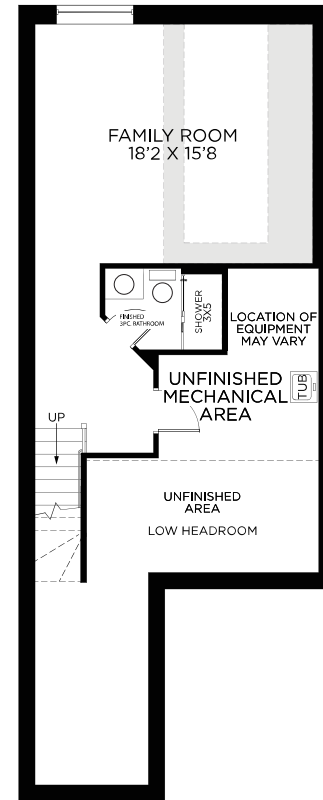 FAMILY ROOM
18'2 X 15'8
FINISHED
3PC. BATHROOM
SHOWER
3X5
LOCATION OF
EQUIPMENT
MAY VARY
UNFINISHED
MECHANICAL
AREA
TUB
UP
UNFINISHED
AREA
LOW HEADROOM